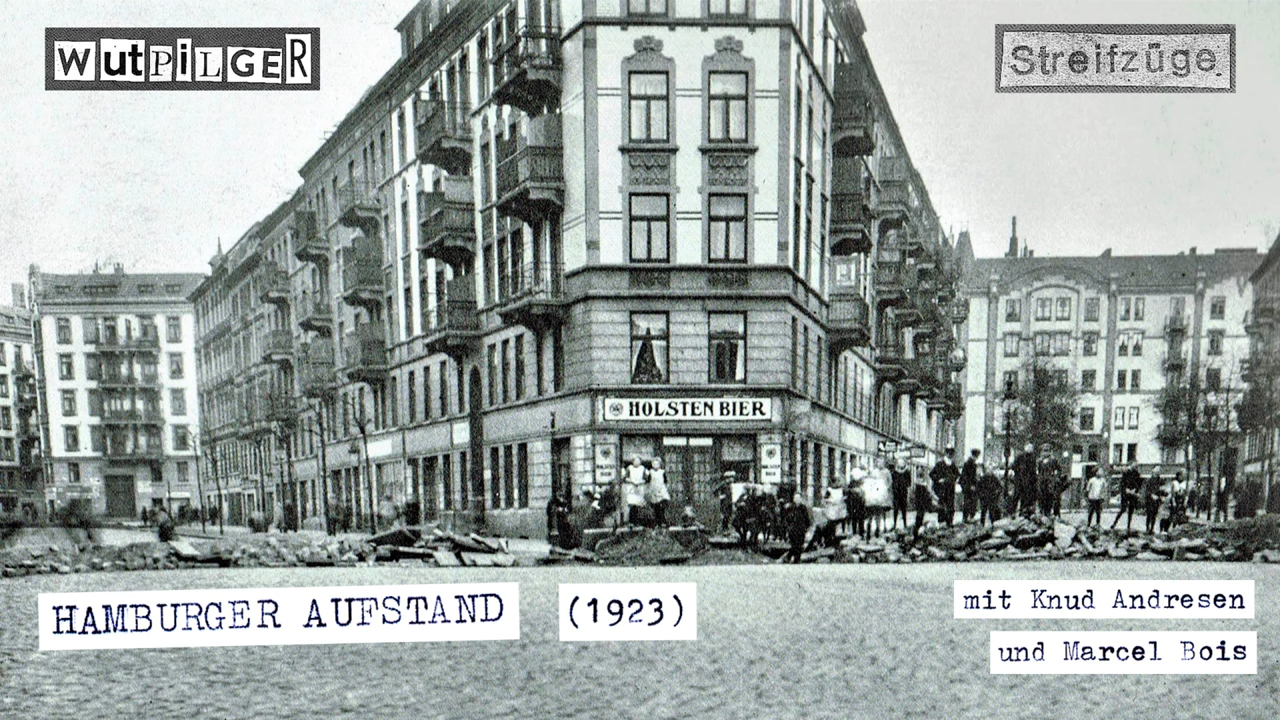 wutpilger
Streifzüge
HOLSTEN BIER
HAMBURGER AUFSTAND (1923)
mit Knud Andresen
und Marcel Bois